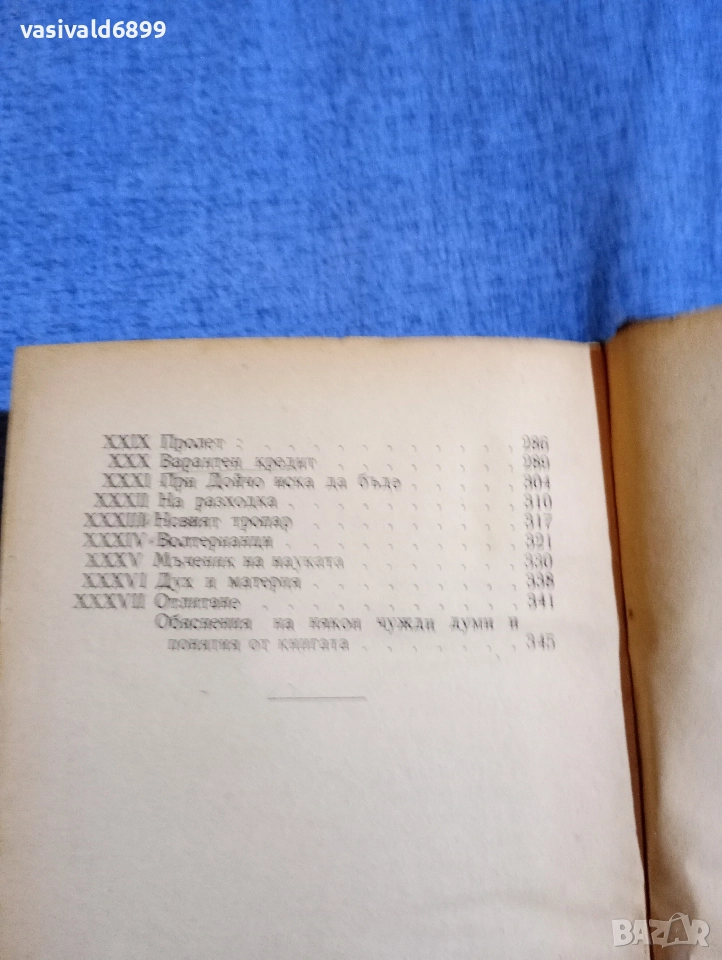 vasivald6899
XXIX Пролет . . . . . . . . . . . 286
XXX Варантен кредит . . . . . . . . 289
XXXI При Дойчо иска да бъде . . . . . . 304
XXXII На разходка . . . . . . . . . . 310
XXXIII Новият тропар . . . . . . . . . 317
XXXIV Волтерианци . . . . . . . . . . 321
XXXV Мъченик на науката . . . . . . . . 330
XXXVI Дух и материя . . . . . . . . . 338
XXXVII Отлитане . . . . . . . . . . 341
Обяснения на някои чужди думи и
понятия от книгата . . . . . . . 345
BAZAR